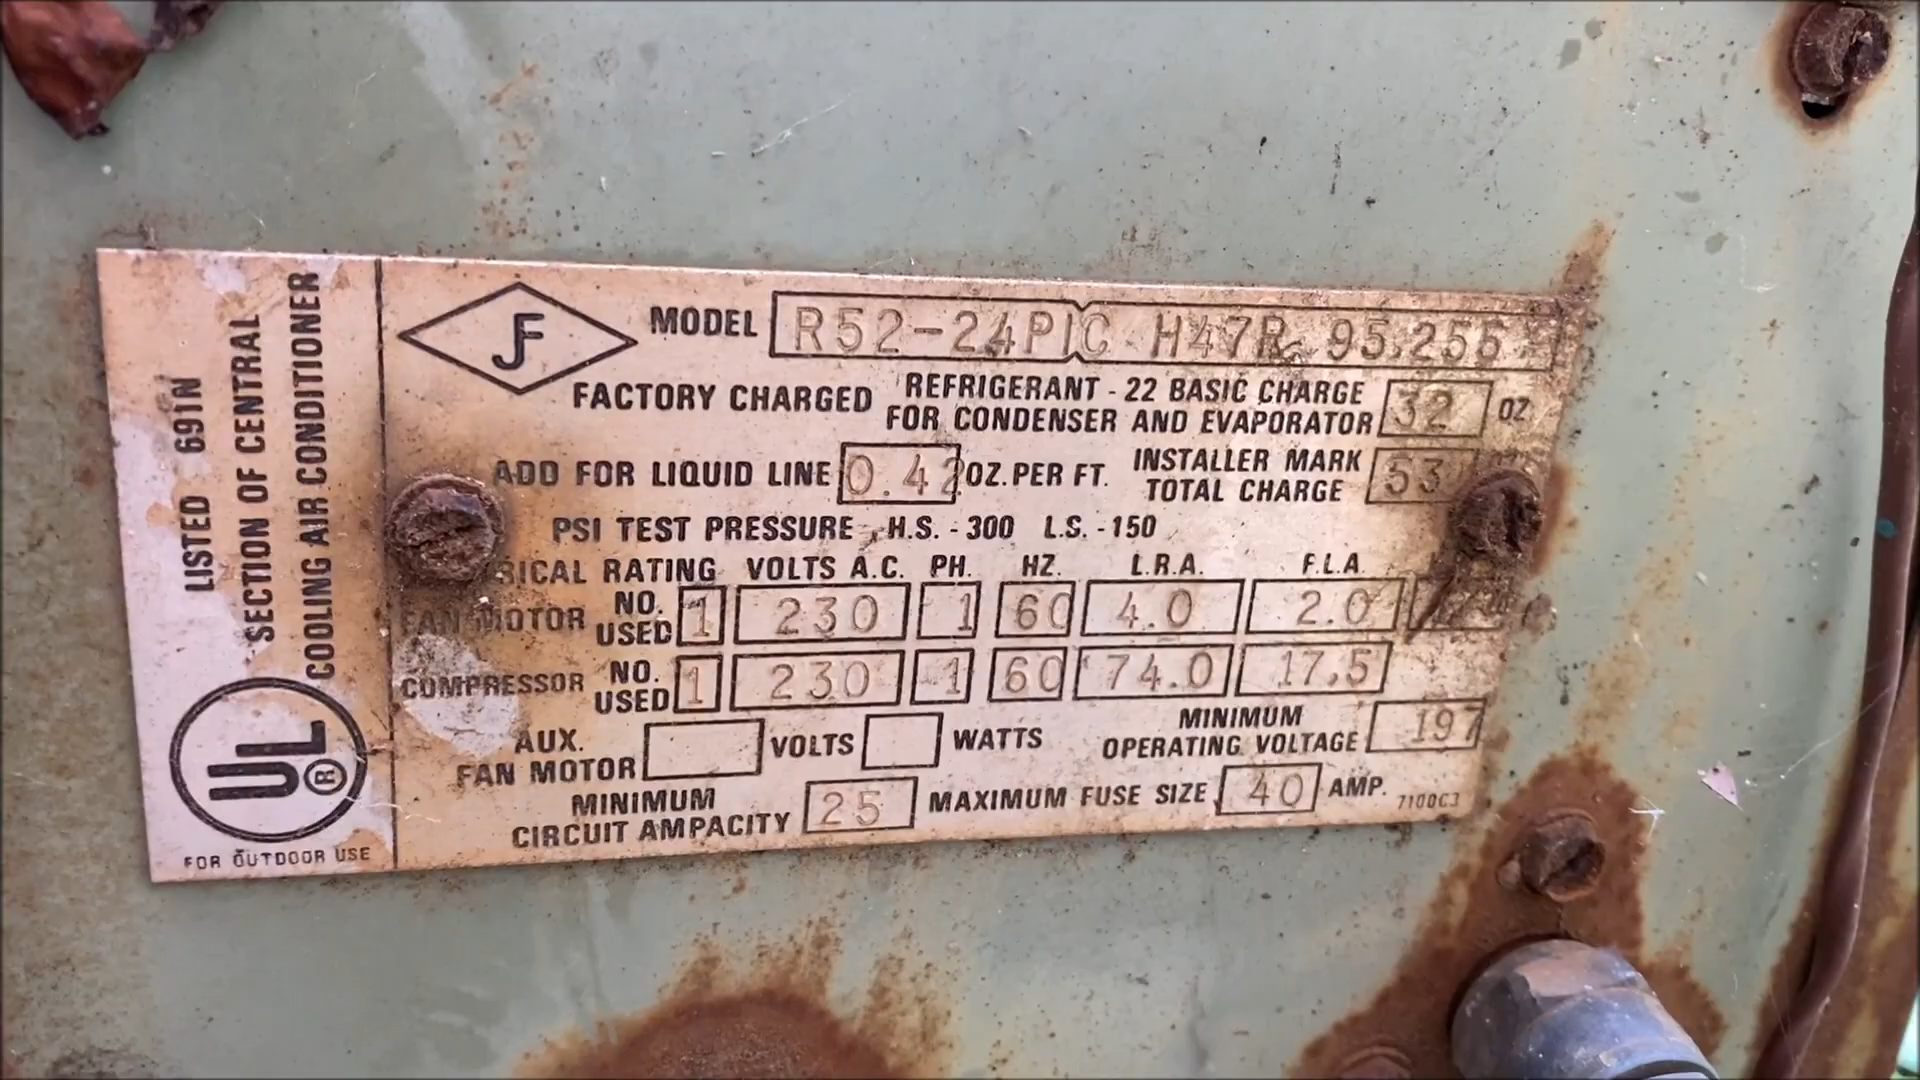 LISTED 691N
SECTION OF CENTRAL
COOLING AIR CONDITIONER
UL ®
FOR OUTDOOR USE
JF
MODEL R52-24P1C H47R 95,255
FACTORY CHARGED REFRIGERANT - 22 BASIC CHARGE
FOR CONDENSER AND EVAPORATOR 32 OZ
ADD FOR LIQUID LINE 0.42 OZ. PER FT. INSTALLER MARK
TOTAL CHARGE 53
PSI TEST PRESSURE, H.S. - 300 L.S. - 150
RATING VOLTS A.C. PH. HZ. L.R.A. F.L.A.
FAN MOTOR NO. USED 1 230 1 60 4.0 2.0
COMPRESSOR NO. USED 1 230 1 60 74.0 17.5
AUX. FAN MOTOR VOLTS WATTS MINIMUM
OPERATING VOLTAGE 197
MINIMUM
CIRCUIT AMPACITY 25 MAXIMUM FUSE SIZE 40 AMP. 7100C3